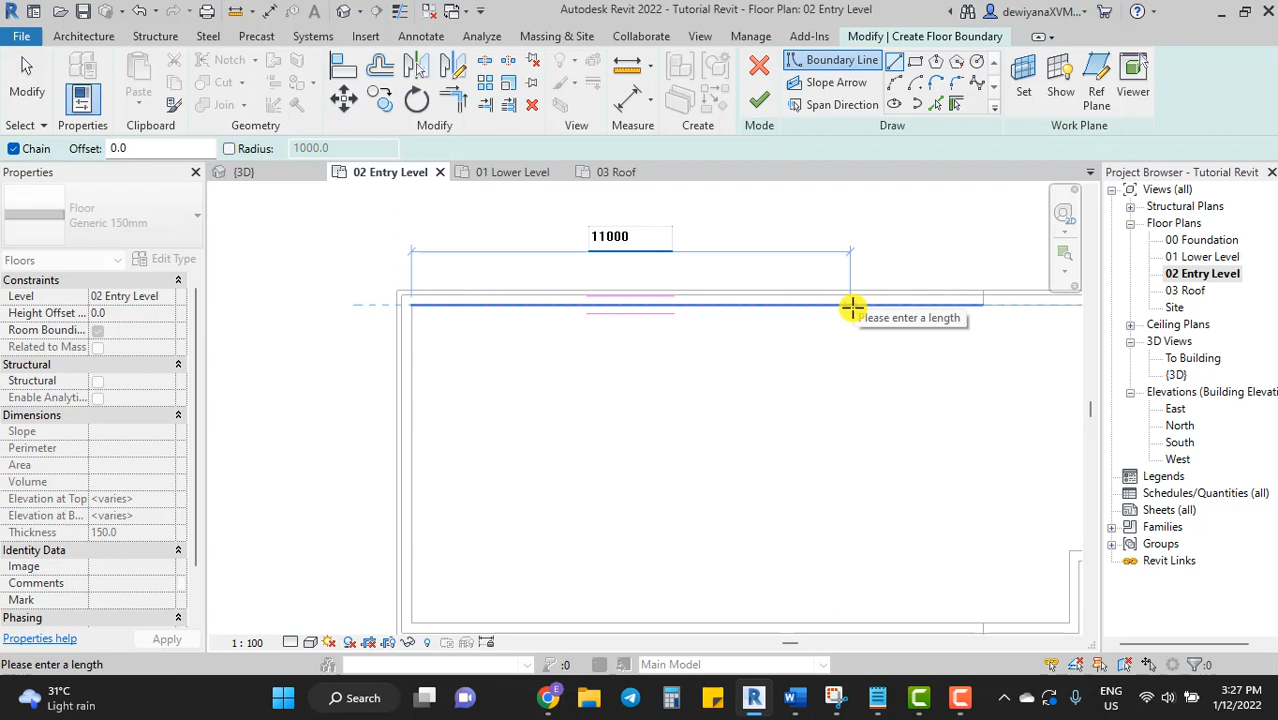 Autodesk Revit 2022 - Tutorial Revit - Floor Plan: 02 Entry Level
dewiyanaXVM...
File
Architecture
Structure
Steel
Precast
Systems
Insert
Annotate
Analyze
Massing & Site
Collaborate
View
Manage
Add-Ins
Modify | Create Floor Boundary
Modify
Select
Properties
Paste
Clipboard
Notch
Cut
Join
Geometry
Modify
View
Measure
Create
Mode
Boundary Line
Slope Arrow
Span Direction
Draw
Set
Show
Ref
Plane
Viewer
Work Plane
Chain
Offset: 0.0
Radius: 1000.0
Properties
Floor
Generic 150mm
Floors
Edit Type
Constraints
Level 02 Entry Level
Height Offset ... 0.0
Room Boundi...
Related to Mass
Structural
Structural
Enable Analyti...
Dimensions
Slope
Perimeter
Area
Volume
Elevation at Top <varies>
Elevation at B... <varies>
Thickness 150.0
Identity Data
Image
Comments
Mark
Phasing
Properties help
Apply
{3D}
02 Entry Level
01 Lower Level
03 Roof
11000
Please enter a length
2D
Project Browser - Tutorial Revit
Views (all)
Structural Plans
Floor Plans
00 Foundation
01 Lower Level
02 Entry Level
03 Roof
Site
Ceiling Plans
3D Views
To Building
{3D}
Elevations (Building Elevati
East
North
South
West
Legends
Schedules/Quantities (all)
Sheets (all)
Families
Groups
Revit Links
1 : 100
Please enter a length
:0
Main Model
:0
31°C
Light rain
Search
ENG
US
3:27 PM
1/12/2022